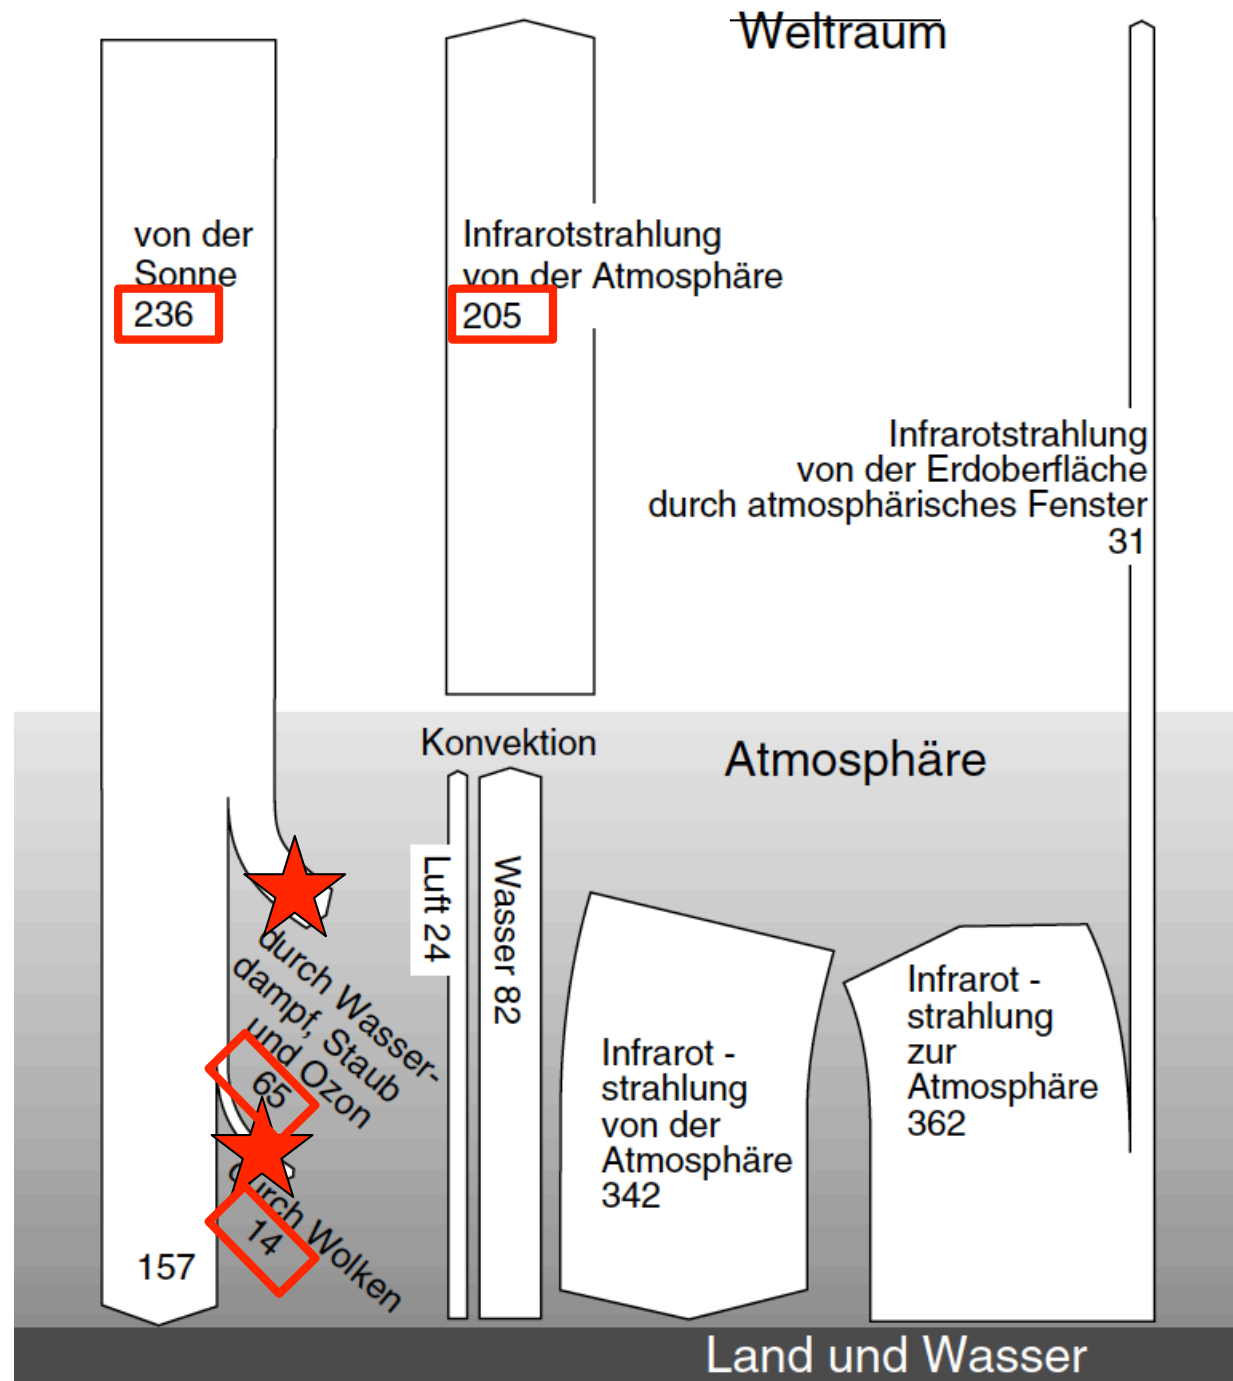 Weltraum
von der
Sonne
236
Infrarotstrahlung
von der Atmosphäre
205
Infrarotstrahlung
von der Erdoberfläche
durch atmosphärisches Fenster
31
Konvektion
Atmosphäre
Luft 24
Wasser 82
durch Wasser-
dampf, Staub
und Ozon
65
durch Wolken
14
157
Infrarot -
strahlung
von der
Atmosphäre
342
Infrarot -
strahlung
zur
Atmosphäre
362
Land und Wasser